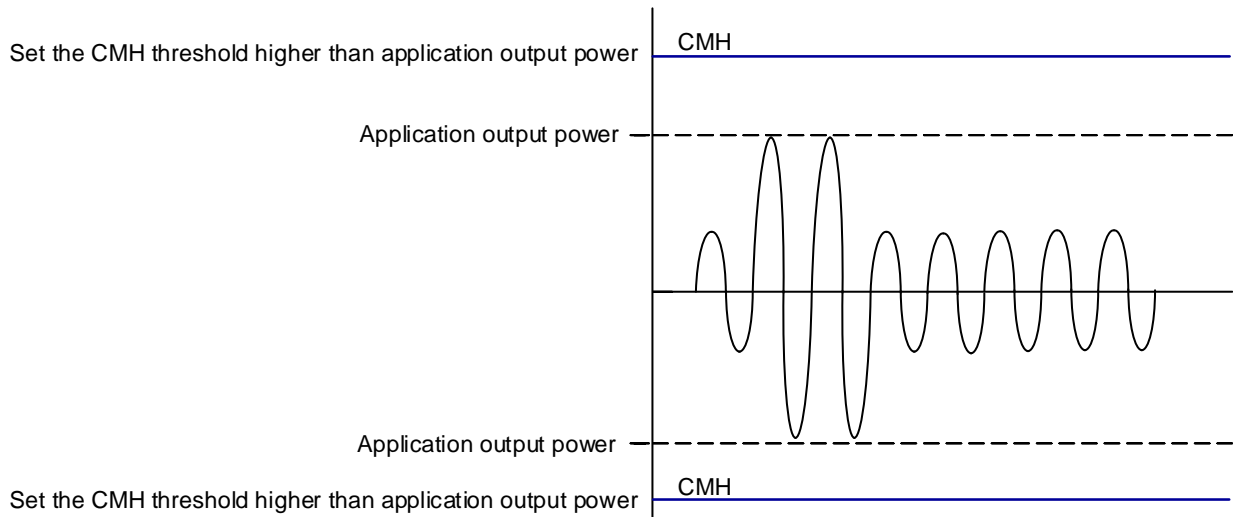 CMH
Set the CMH threshold higher than application output power
Application output power
Application output power
CMH
Set the CMH threshold higher than application output power